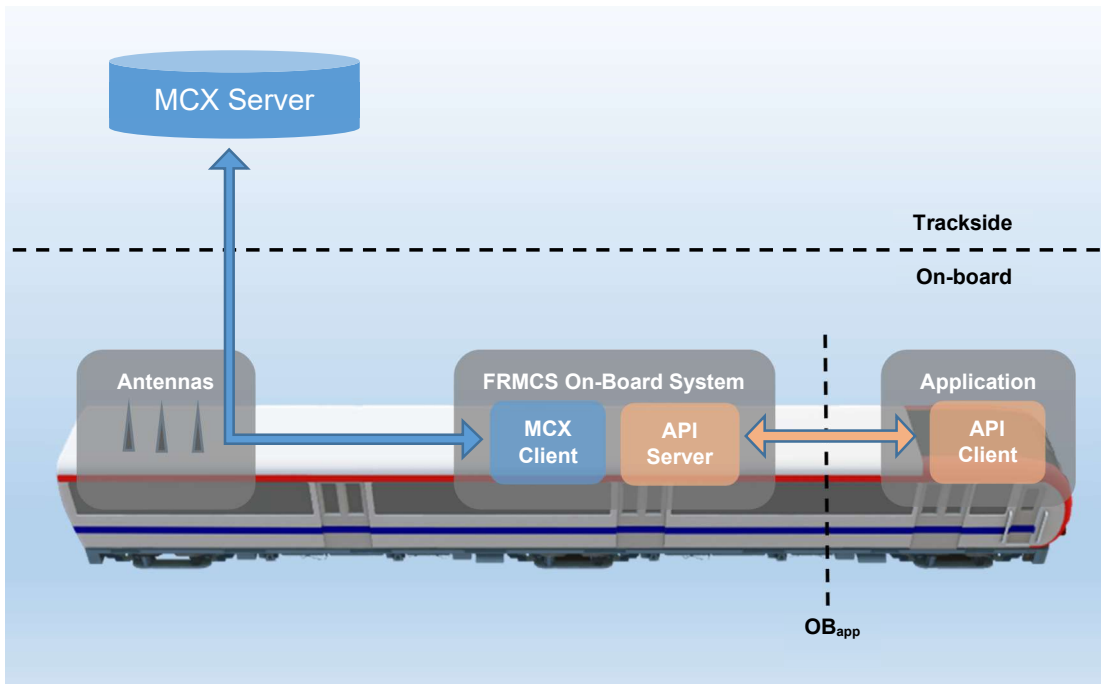 MCX Server
Trackside
On-board
Antennas
FRMCS On-Board System
Application
MCX
Client
API
Server
API
Client
OBapp